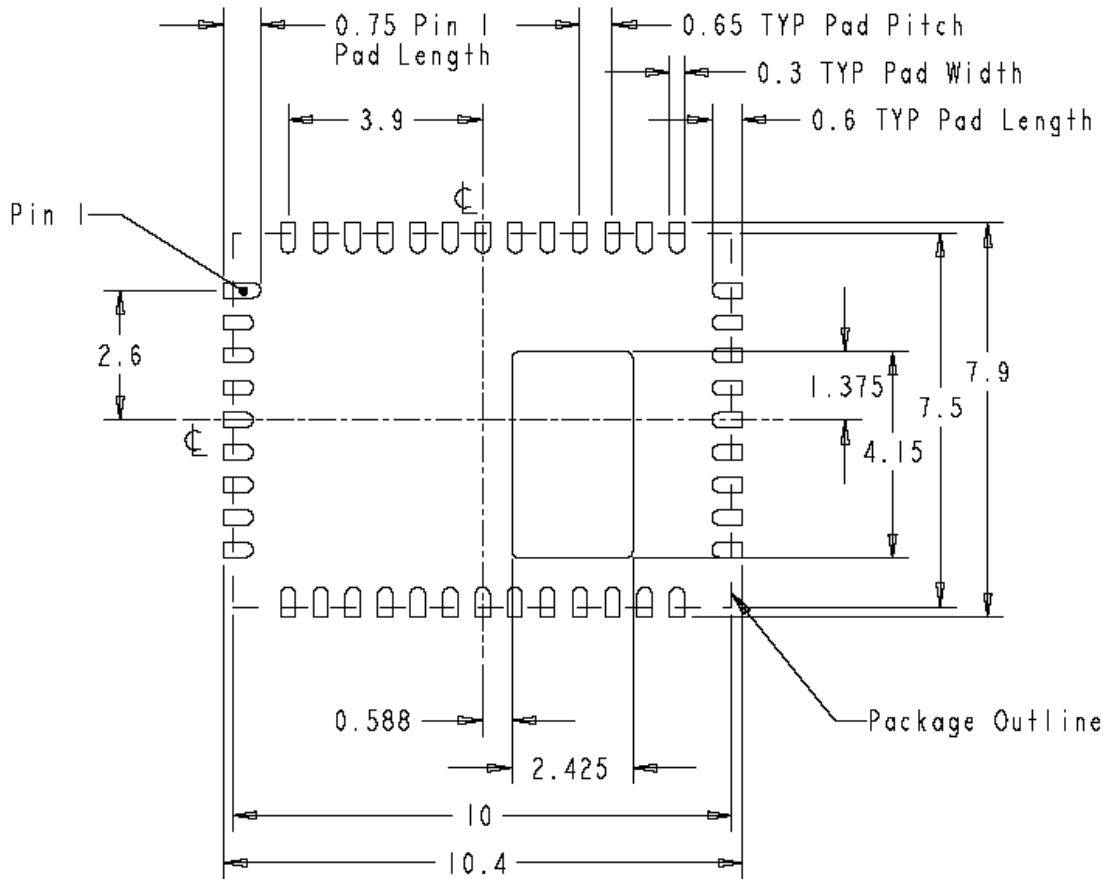 0.75 Pin 1
Pad Length
0.65 TYP Pad Pitch
0.3 TYP Pad Width
3.9
0.6 TYP Pad Length
℄
Pin 1
2.6
1.375
7.9
7.5
℄
4.15
0.588
Package Outline
2.425
10
10.4